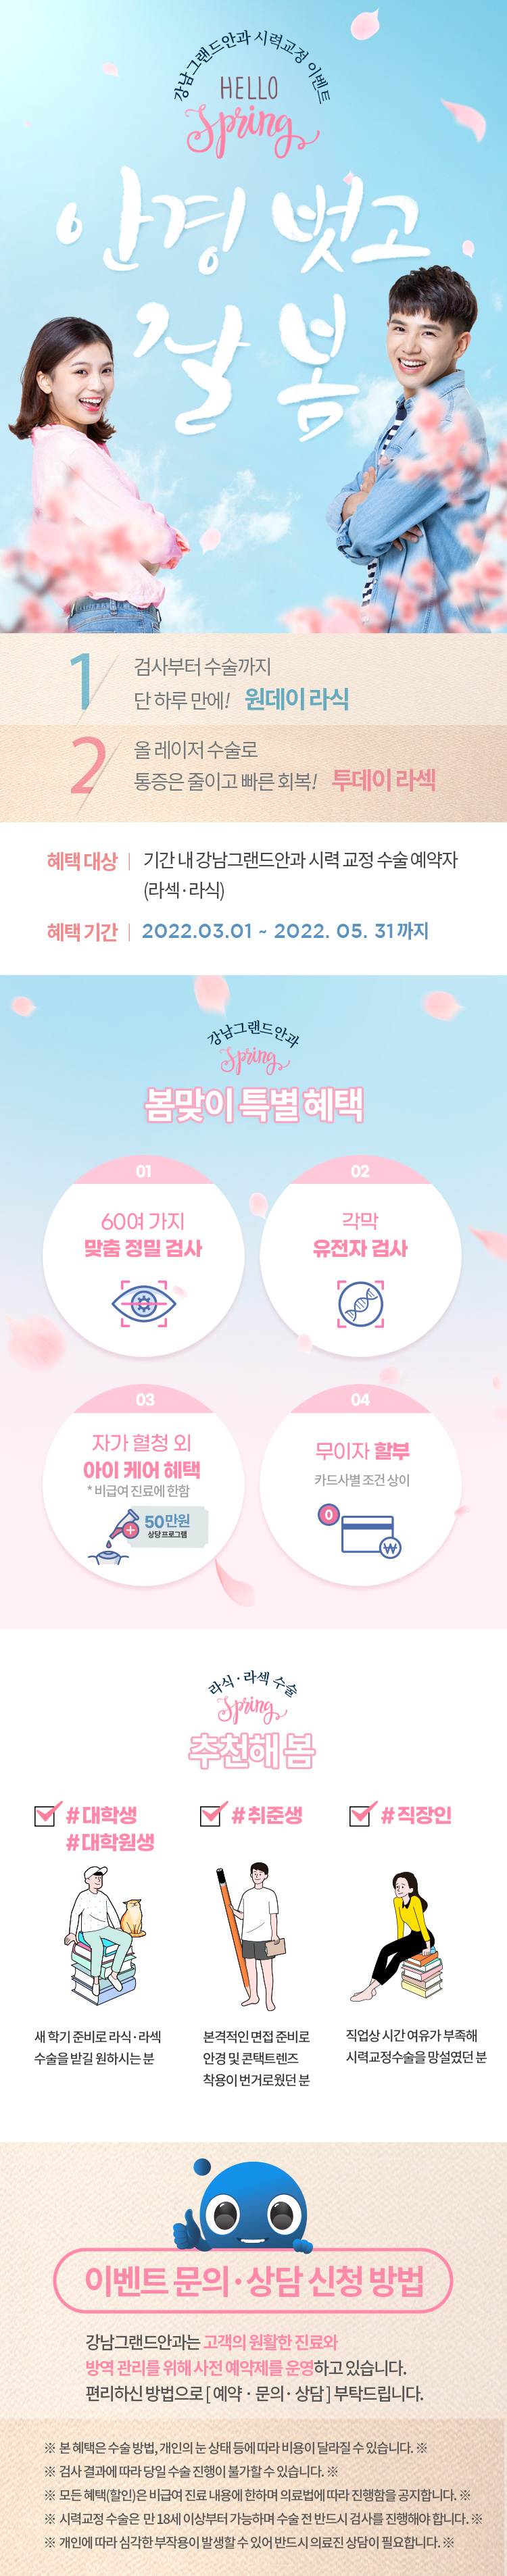 강남그랜드안과 시력교정 이벤트
HELLO
Spring
안경 벗고
갈 봄
1
검사부터 수술까지
단 하루 만에! 원데이 라식
2
올 레이저 수술로
통증은 줄이고 빠른 회복! 투데이 라섹
혜택 대상 | 기간 내 강남그랜드안과 시력 교정 수술 예약자
(라섹·라식)
혜택 기간 | 2022.03.01 ~ 2022. 05. 31까지
강남그랜드안과
Spring
봄맞이 특별 혜택
01
60여 가지
맞춤 정밀 검사
02
각막
유전자 검사
03
자가 혈청 외
아이 케어 혜택
* 비급여 진료에 한함
50만원
상당 프로그램
04
무이자 할부
카드사별 조건 상이
0
₩
라식·라섹 수술
Spring
추천해 봄
#대학생
#대학원생
새 학기 준비로 라식·라섹
수술을 받길 원하시는 분
#취준생
본격적인 면접 준비로
안경 및 콘택트렌즈
착용이 번거로웠던 분
#직장인
직업상 시간 여유가 부족해
시력교정수술을 망설였던 분
이벤트 문의·상담 신청 방법
강남그랜드안과는 고객의 원활한 진료와
방역 관리를 위해 사전 예약제를 운영하고 있습니다.
편리하신 방법으로 [ 예약 · 문의 · 상담 ] 부탁드립니다.
※ 본 혜택은 수술 방법, 개인의 눈 상태 등에 따라 비용이 달라질 수 있습니다. ※
※ 검사 결과에 따라 당일 수술 진행이 불가할 수 있습니다. ※
※ 모든 혜택(할인)은 비급여 진료 내용에 한하며 의료법에 따라 진행함을 공지합니다. ※
※ 시력교정 수술은 만 18세 이상부터 가능하며 수술 전 반드시 검사를 진행해야 합니다. ※
※ 개인에 따라 심각한 부작용이 발생할 수 있어 반드시 의료진 상담이 필요합니다. ※